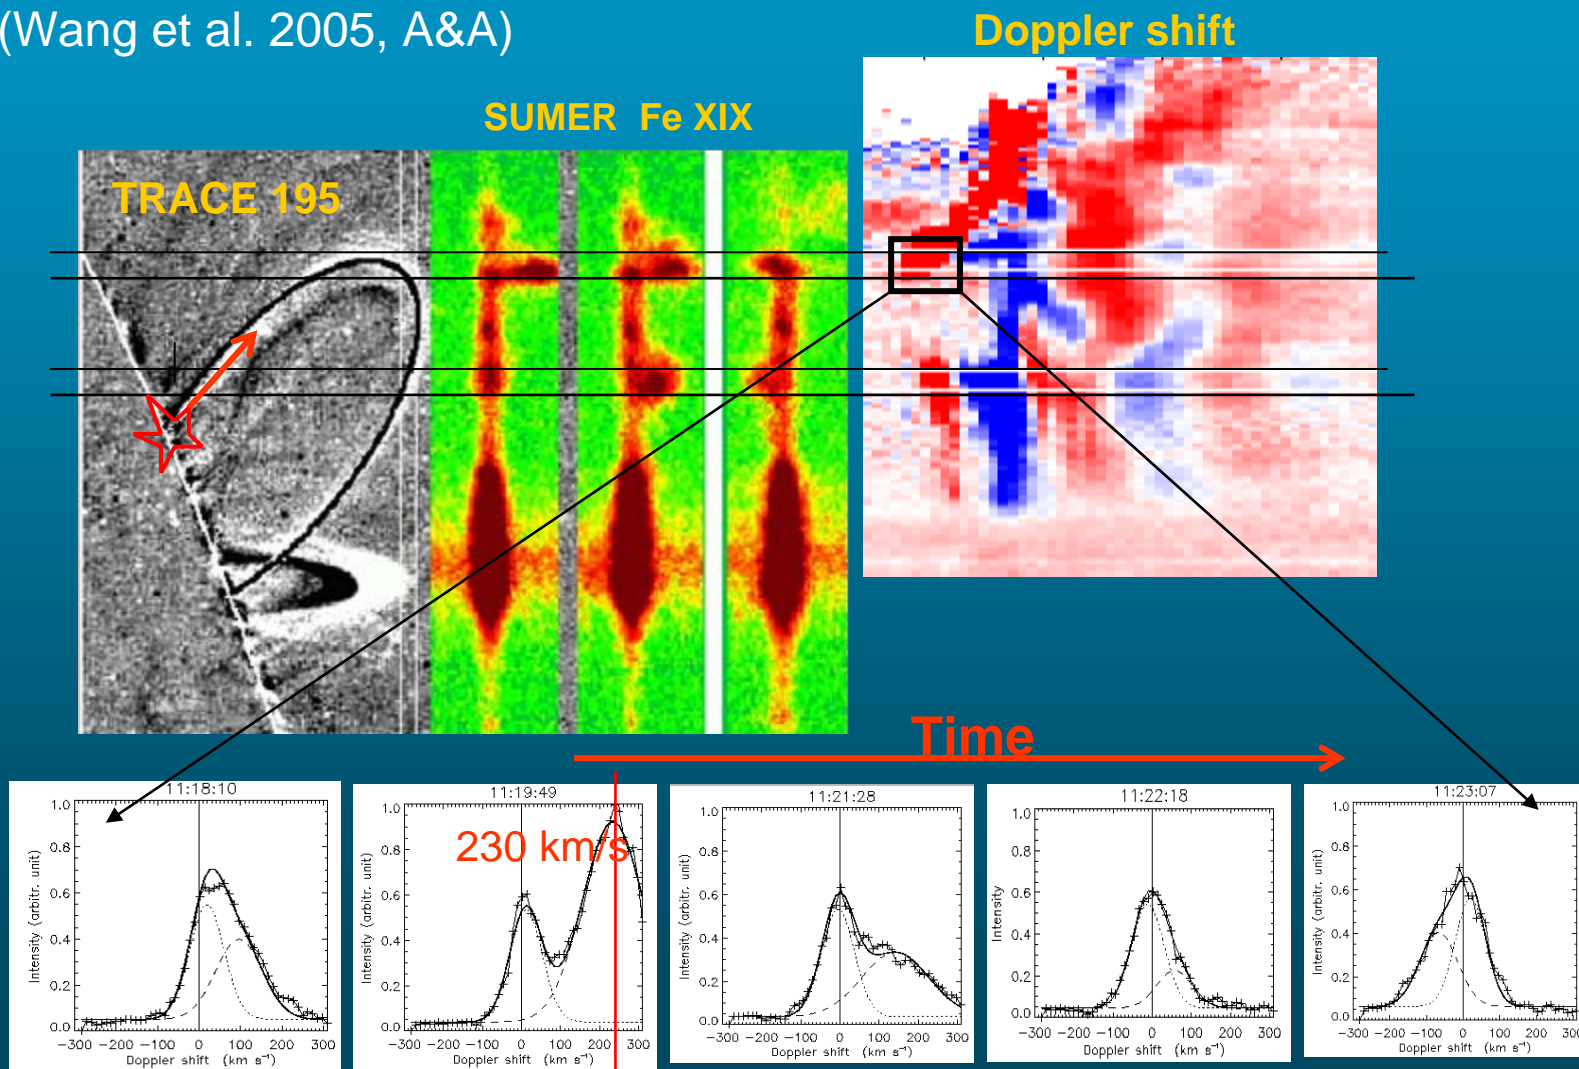 (Wang et al. 2005, A&A)
Doppler shift
SUMER Fe XIX
TRACE 195
Time
11:18:10
1.0
0.8
0.6
0.4
0.2
0.0
Intensity (arbitr. unit)
-300 -200 -100 0 100 200 300
Doppler shift (km s⁻¹)
11:19:49
230 km/s
1.0
0.8
0.6
0.4
0.2
0.0
Intensity (arbitr. unit)
-300 -200 -100 0 100 200 300
Doppler shift (km s⁻¹)
11:21:28
1.0
0.8
0.6
0.4
0.2
0.0
Intensity (arbitr. unit)
-300 -200 -100 0 100 200 300
Doppler shift (km s⁻¹)
11:22:18
1.0
0.8
0.6
0.4
0.2
0.0
Intensity
-300 -200 -100 0 100 200 300
Doppler shift (km s⁻¹)
11:23:07
1.0
0.8
0.6
0.4
0.2
0.0
Intensity (arbitr. unit)
-300 -200 -100 0 100 200 300
Doppler shift (km s⁻¹)